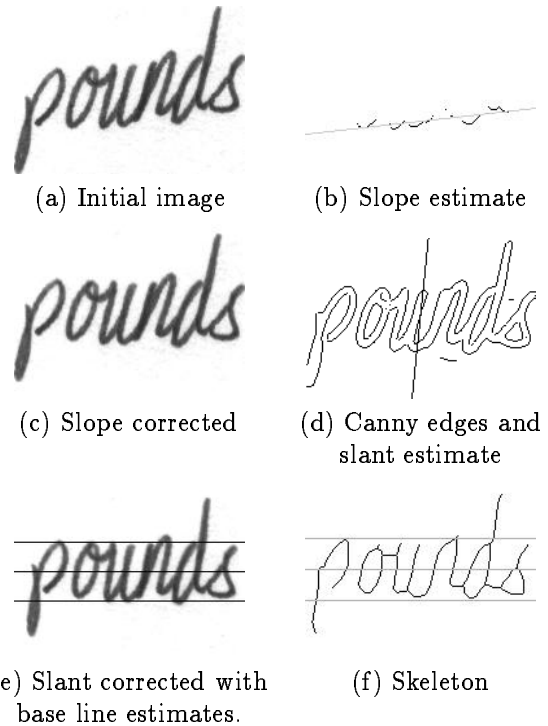 pounds
(a) Initial image
(b) Slope estimate
pounds
pounds
(c) Slope corrected
(d) Canny edges and
slant estimate
pounds
pounds
e) Slant corrected with
base line estimates.
(f) Skeleton